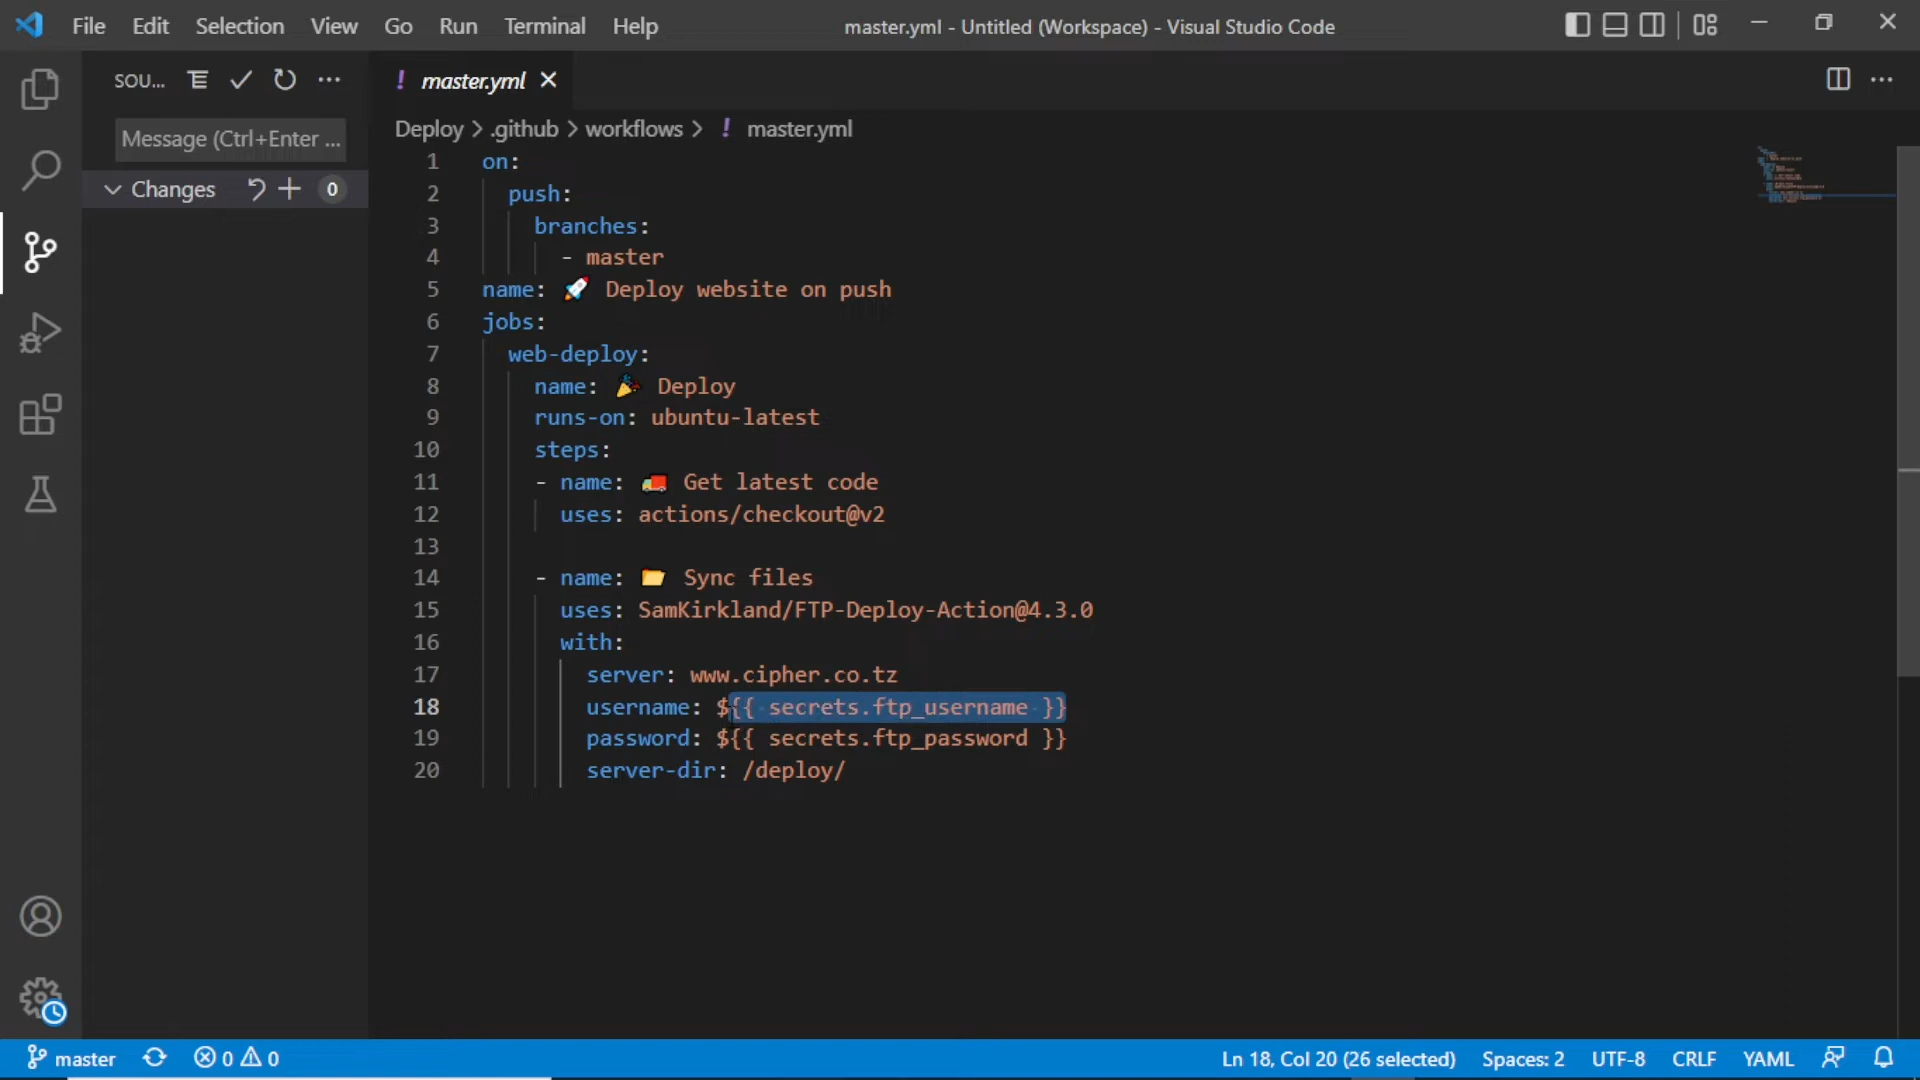 File Edit Selection View Go Run Terminal Help
master.yml - Untitled (Workspace) - Visual Studio Code
SOU...
Message (Ctrl+Enter ...
Changes 0
! master.yml
Deploy > .github > workflows > ! master.yml
1 on:
2 push:
3 branches:
4 - master
5 name: 🚀 Deploy website on push
6 jobs:
7 web-deploy:
8 name: 🎉 Deploy
9 runs-on: ubuntu-latest
10 steps:
11 - name: 🚚 Get latest code
12 uses: actions/checkout@v2
13
14 - name: 📂 Sync files
15 uses: SamKirkland/FTP-Deploy-Action@4.3.0
16 with:
17 server: www.cipher.co.tz
18 username: ${{ secrets.ftp_username }}
19 password: ${{ secrets.ftp_password }}
20 server-dir: /deploy/
master 0 0 Ln 18, Col 20 (26 selected) Spaces: 2 UTF-8 CRLF YAML